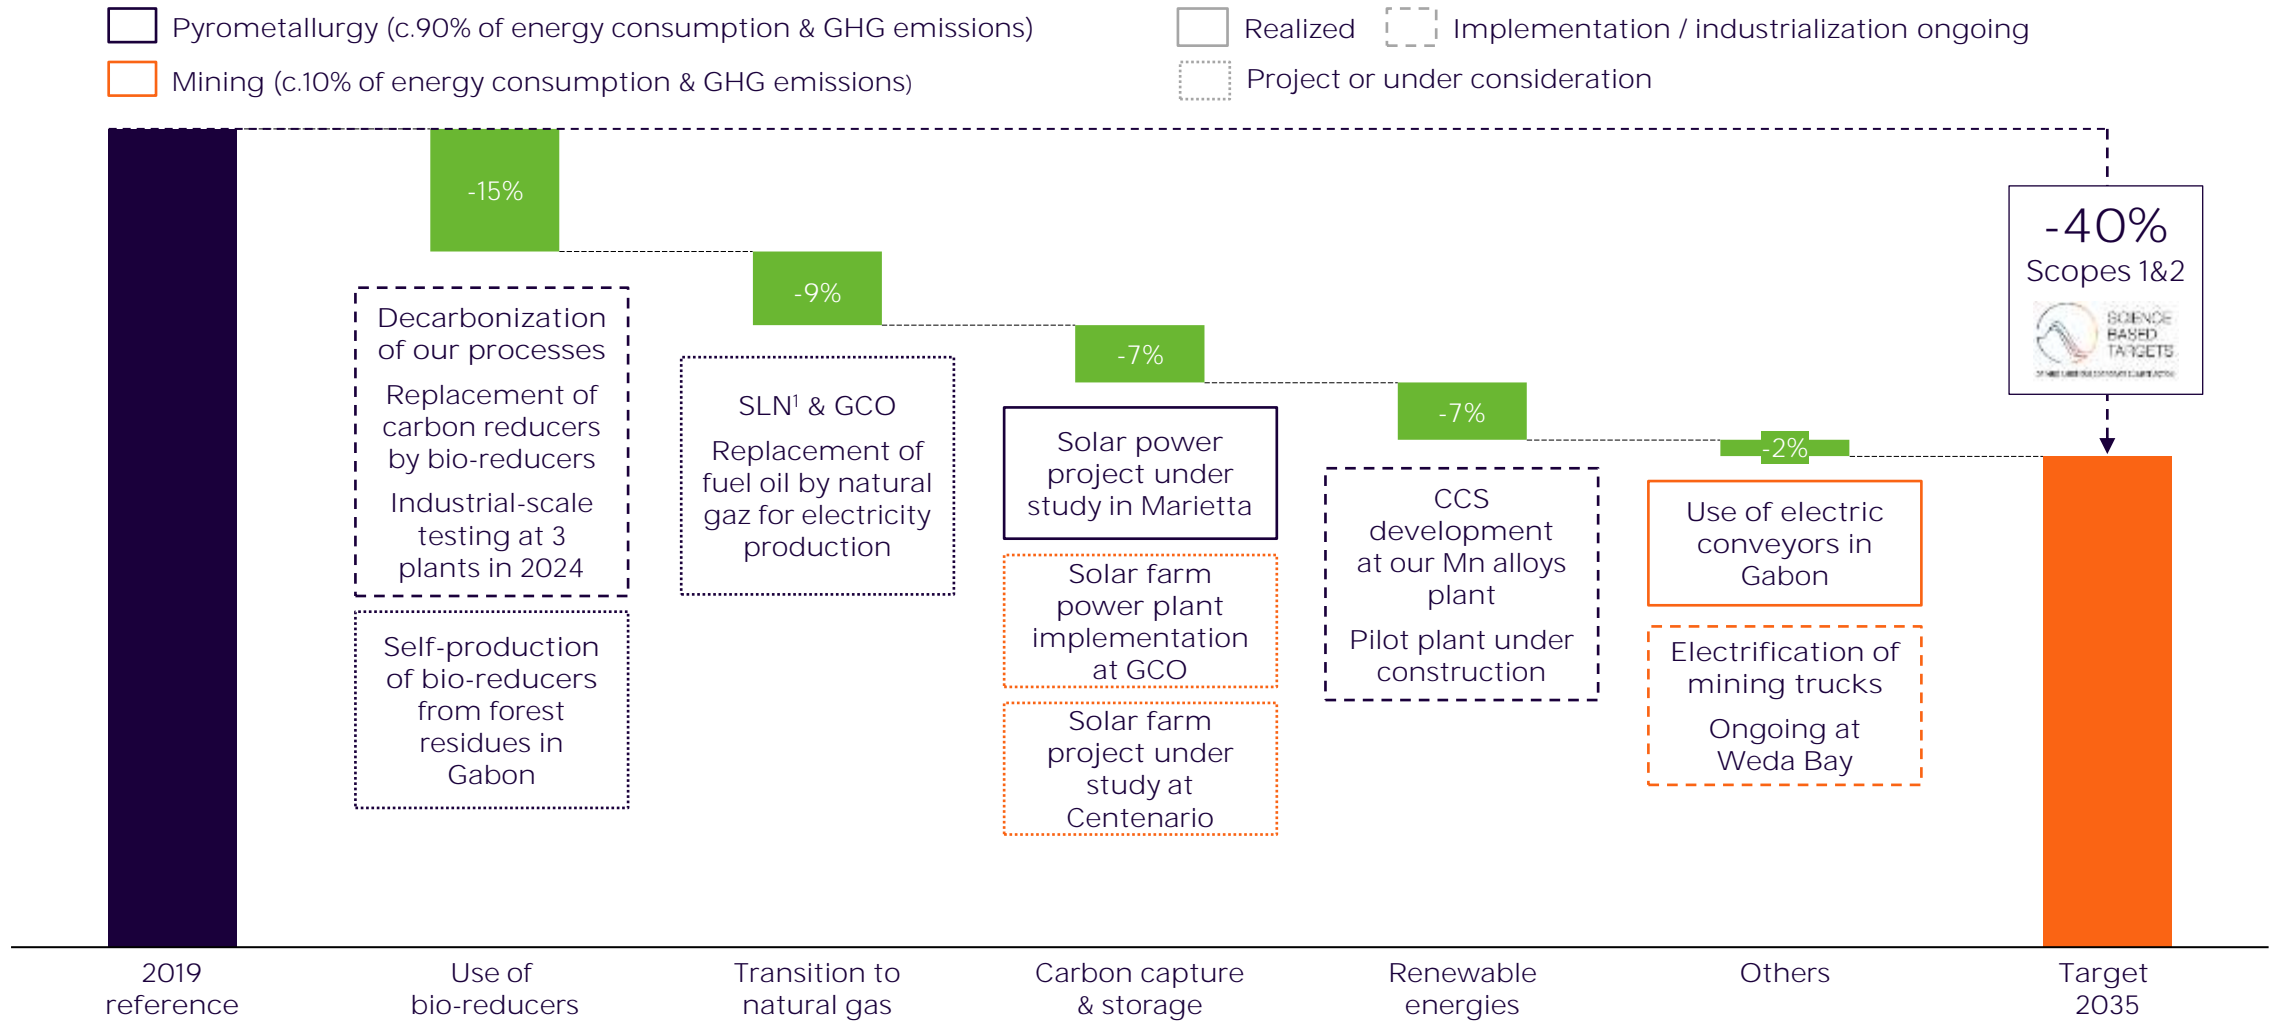 Pyrometallurgy (c.90% of energy consumption & GHG emissions)
Mining (c.10% of energy consumption & GHG emissions)
Realized
Implementation / industrialization ongoing
Project or under consideration
-15%
-9%
-7%
-7%
-2%
-40%
Scopes 1&2
SCIENCE
BASED
TARGETS
Decarbonization
of our processes
Replacement of
carbon reducers
by bio-reducers
Industrial-scale
testing at 3
plants in 2024
Self-production
of bio-reducers
from forest
residues in
Gabon
SLN¹ & GCO
Replacement of
fuel oil by natural
gaz for electricity
production
Solar power
project under
study in Marietta
Solar farm
power plant
implementation
at GCO
Solar farm
project under
study at
Centenario
CCS
development
at our Mn alloys
plant
Pilot plant under
construction
Use of electric
conveyors in
Gabon
Electrification of
mining trucks
Ongoing at
Weda Bay
2019
reference
Use of
bio-reducers
Transition to
natural gas
Carbon capture
& storage
Renewable
energies
Others
Target
2035